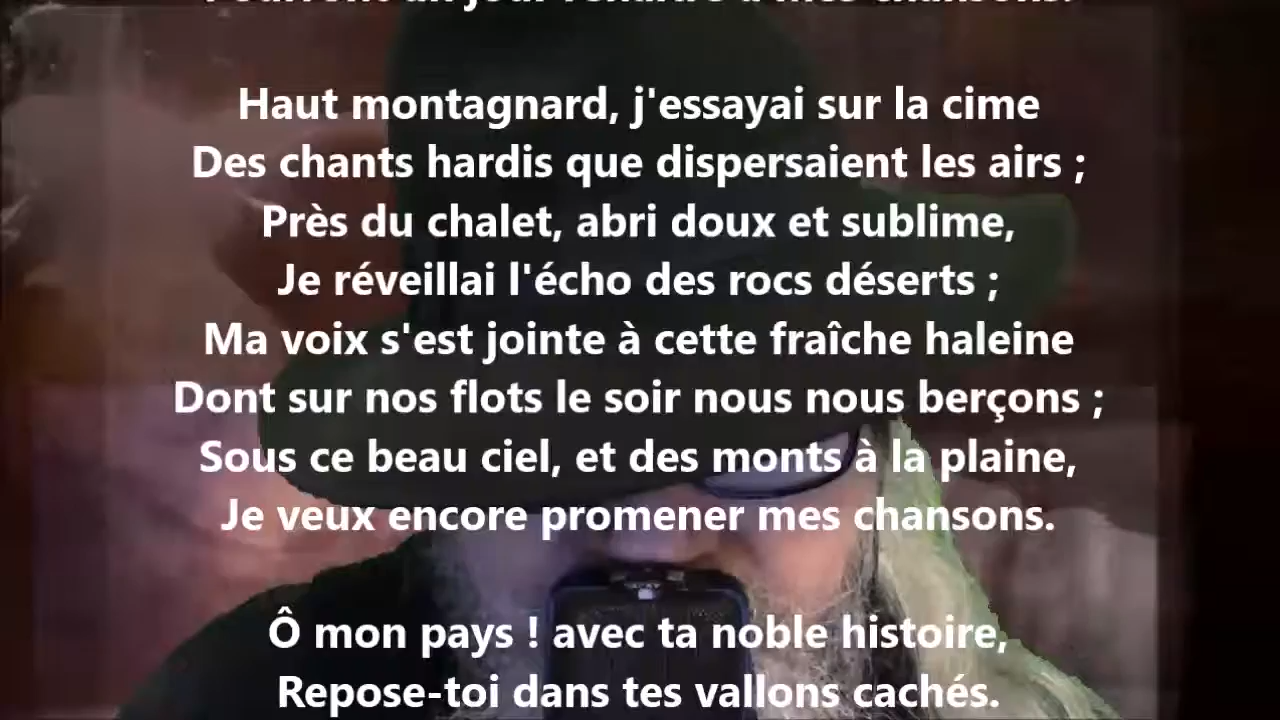 Haut montagnard, j'essayai sur la cime
Des chants hardis que dispersaient les airs ;
Près du chalet, abri doux et sublime,
Je réveillai l'écho des rocs déserts ;
Ma voix s'est jointe à cette fraîche haleine
Dont sur nos flots le soir nous nous berçons ;
Sous ce beau ciel, et des monts à la plaine,
Je veux encore promener mes chansons.
Ô mon pays ! avec ta noble histoire,
Repose-toi dans tes vallons cachés.